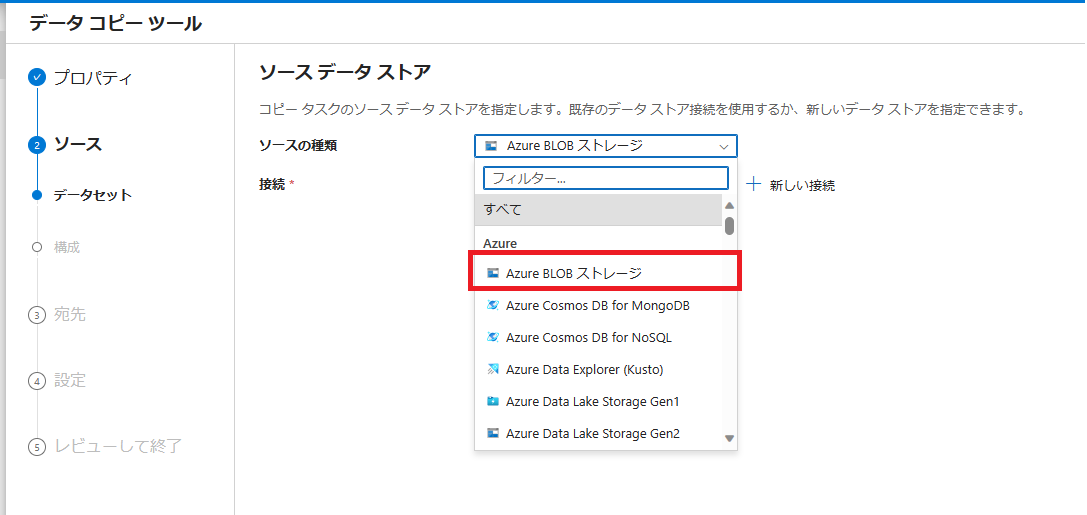 データ コピー ツール
プロパティ
2 ソース
データセット
構成
3 宛先
4 設定
5 レビューして終了
ソース データ ストア
コピー タスクのソース データ ストアを指定します。既存のデータ ストア接続を使用するか、新しいデータ ストアを指定できます。
ソースの種類
Azure BLOB ストレージ
接続 *
フィルター...
新しい接続
すべて
Azure
Azure BLOB ストレージ
Azure Cosmos DB for MongoDB
Azure Cosmos DB for NoSQL
Azure Data Explorer (Kusto)
Azure Data Lake Storage Gen1
Azure Data Lake Storage Gen2